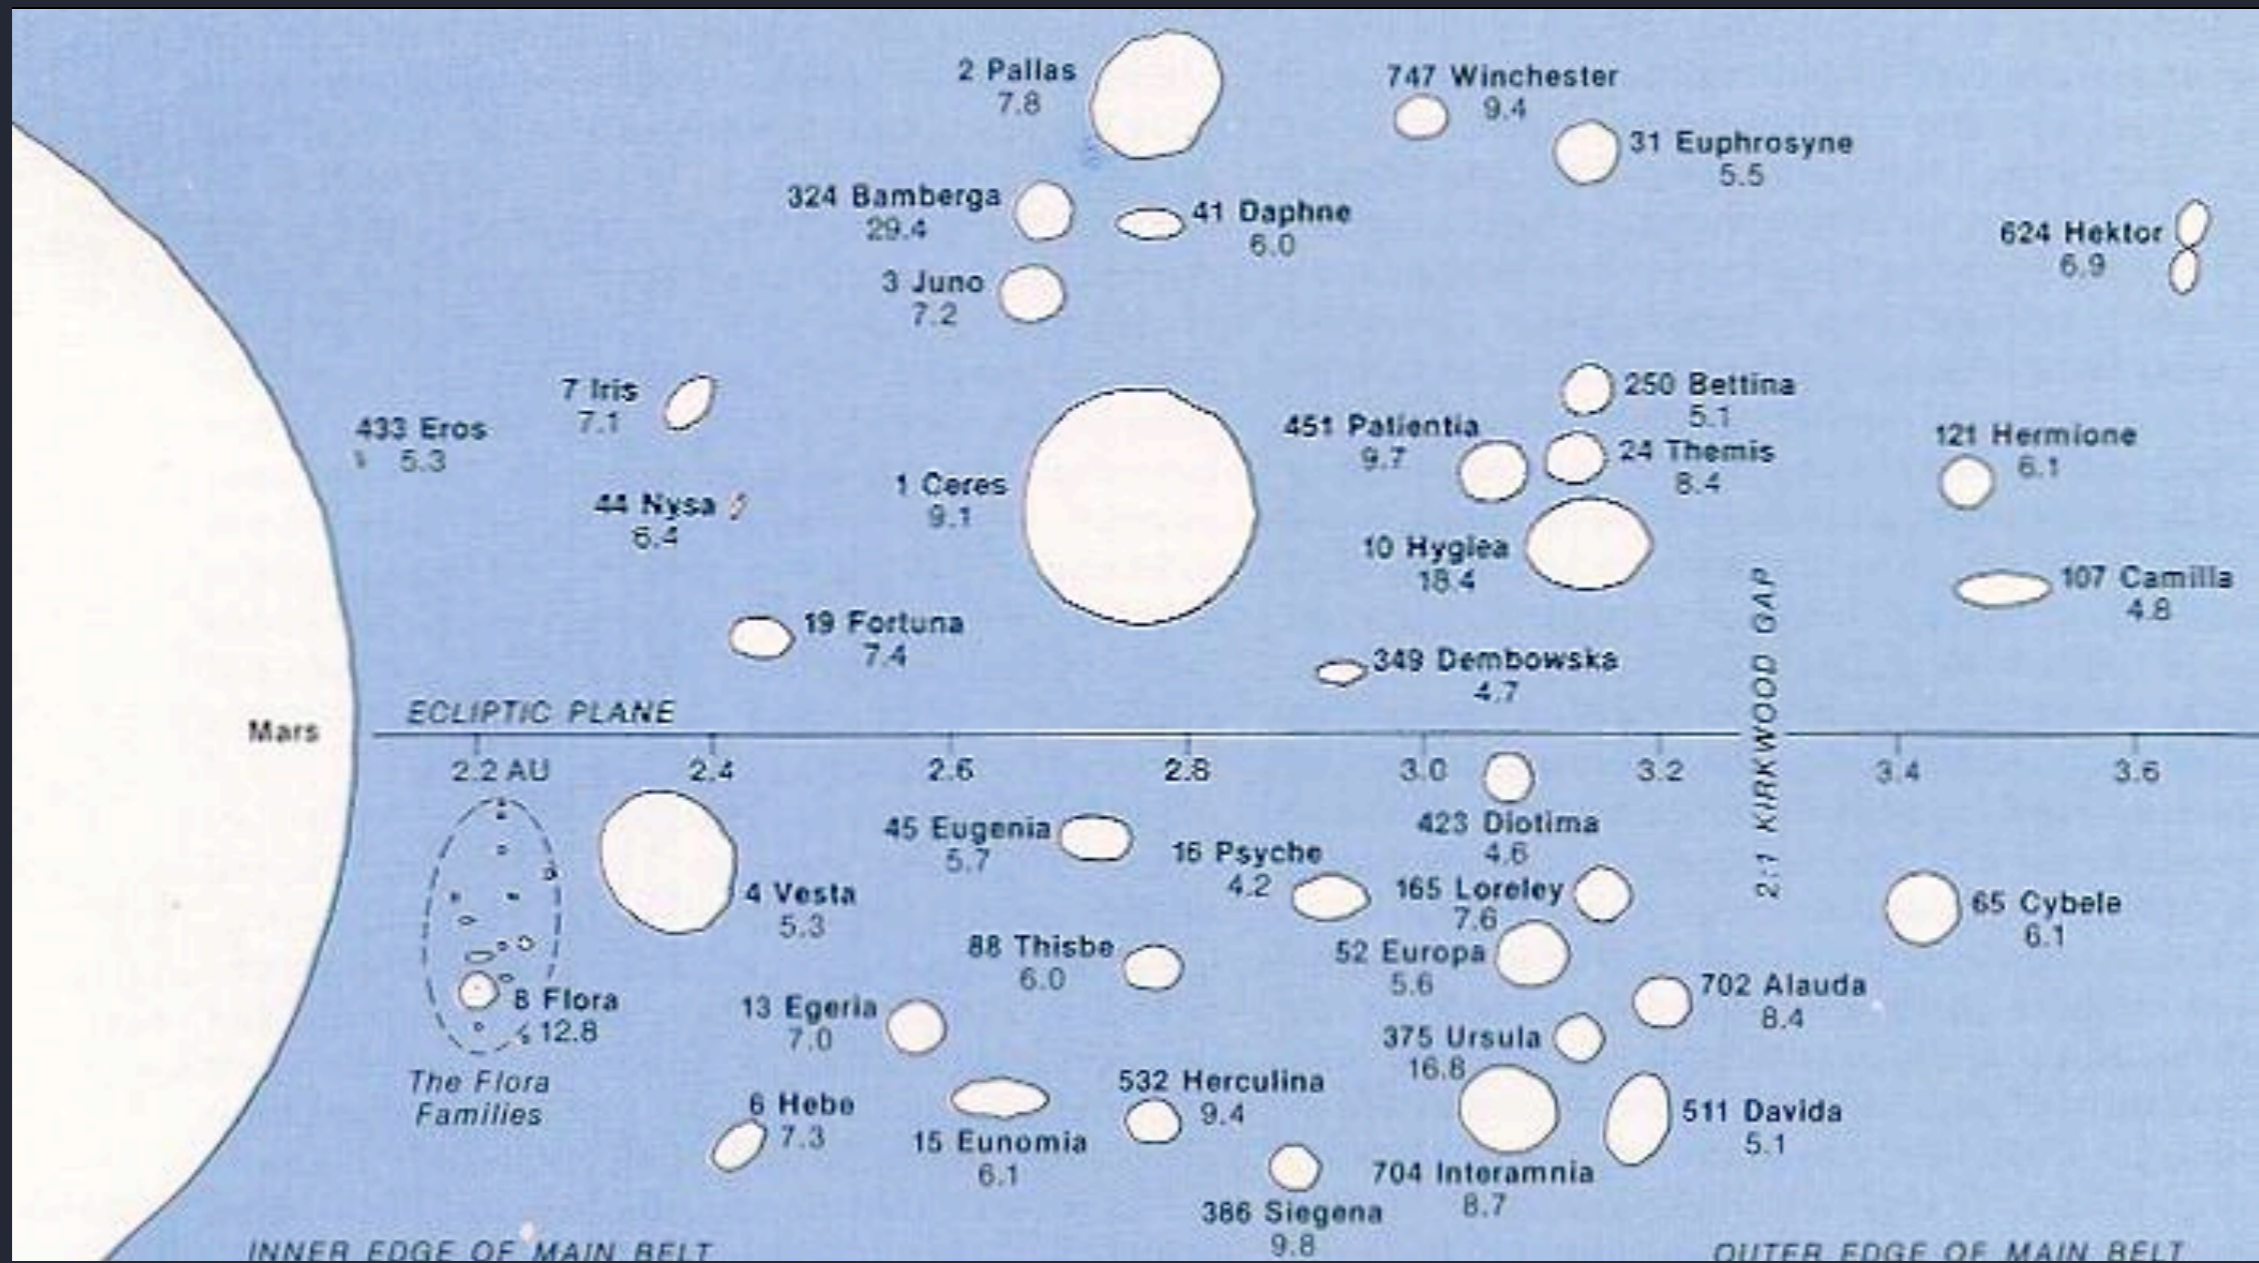 2 Pallas
7.8
747 Winchester
9.4
31 Euphrosyne
5.5
324 Bamberga
29.4
41 Daphne
6.0
624 Hektor
6.9
3 Juno
7.2
7 Iris
7.1
250 Bettina
5.1
433 Eros
5.3
451 Patientia
9.7
24 Themis
8.4
121 Hermione
6.1
1 Ceres
9.1
44 Nysa
6.4
10 Hygiea
18.4
107 Camilla
4.8
19 Fortuna
7.4
349 Dembowska
4.7
2:1 KIRKWOOD GAP
ECLIPTIC PLANE
Mars
2.2 AU 2.4 2.6 2.8 3.0 3.2 3.4 3.6
423 Diotima
4.6
45 Eugenia
5.7
16 Psyche
4.2
165 Loreley
7.6
4 Vesta
5.3
65 Cybele
6.1
88 Thisbe
6.0
52 Europa
5.6
702 Alauda
8.4
8 Flora
12.8
13 Egeria
7.0
375 Ursula
16.8
The Flora
Families
6 Hebe
7.3
532 Herculina
9.4
511 Davida
5.1
15 Eunomia
6.1
704 Interamnia
8.7
386 Siegena
9.8
INNER EDGE OF MAIN BELT
OUTER EDGE OF MAIN BELT